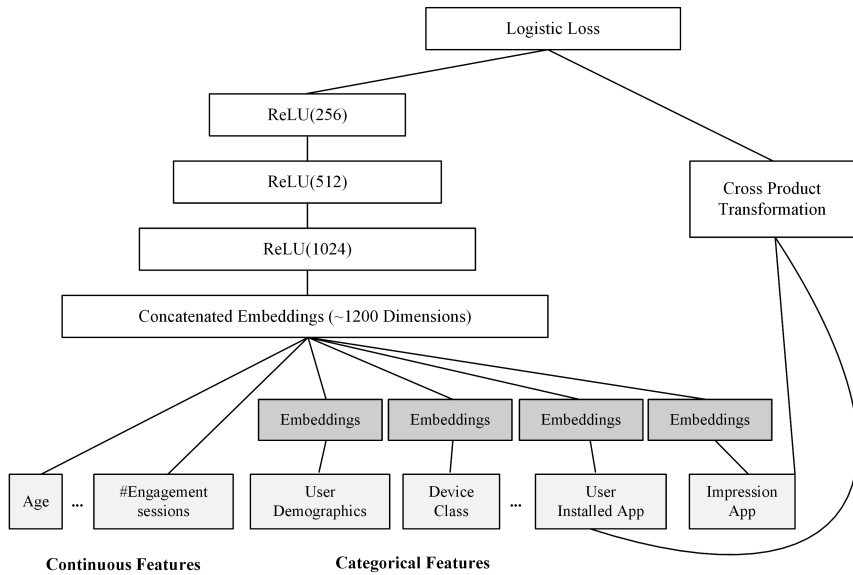 Logistic Loss
ReLU(256)
ReLU(512)
Cross Product
Transformation
ReLU(1024)
Concatenated Embeddings (~1200 Dimensions)
Embeddings
Embeddings
Embeddings
Embeddings
Age
...
#Engagement
sessions
User
Demographics
Device
Class
...
User
Installed App
Impression
App
Continuous Features
Categorical Features